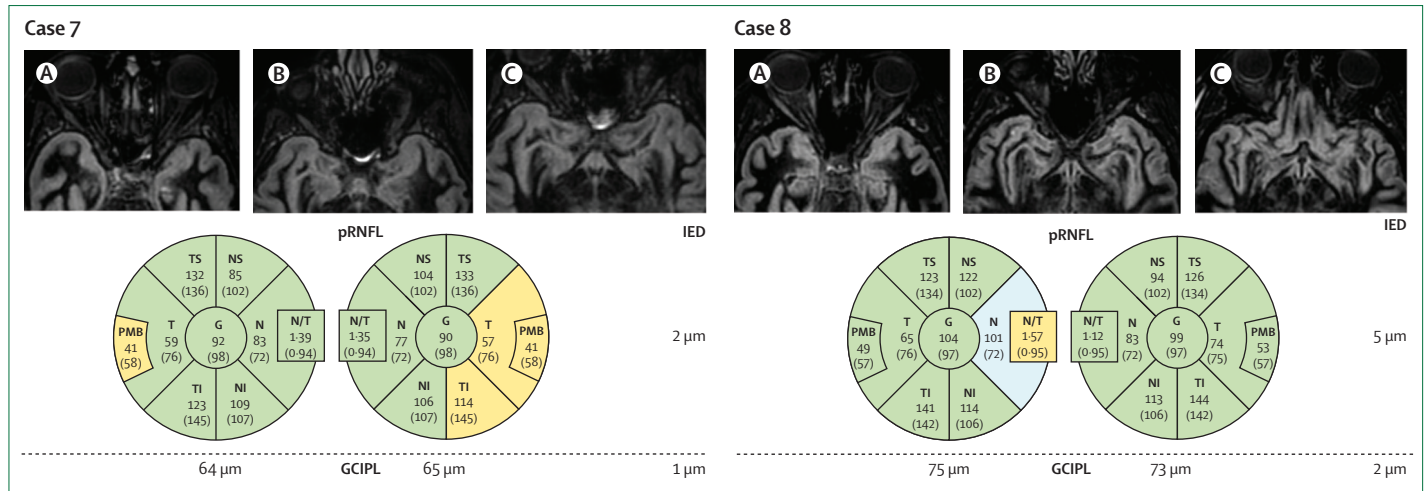 Case 7
A
B
C
pRNFL
IED
TS
132
(136)
NS
85
(102)
PMB
41
(58)
T
59
(76)
G
92
(98)
N
83
(72)
N/T
1·39
(0·94)
TI
123
(145)
NI
109
(107)
NS
104
(102)
TS
133
(136)
N/T
1·35
(0·94)
N
77
(72)
G
90
(98)
T
57
(76)
PMB
41
(58)
NI
106
(107)
TI
114
(145)
2 µm
64 µm
GCIPL
65 µm
1 µm
Case 8
A
B
C
pRNFL
IED
TS
123
(134)
NS
122
(102)
PMB
49
(57)
T
65
(76)
G
104
(97)
N
101
(72)
N/T
1·57
(0·95)
TI
141
(142)
NI
114
(106)
NS
94
(102)
TS
126
(134)
N/T
1·12
(0·95)
N
83
(72)
G
99
(97)
T
74
(75)
PMB
53
(57)
NI
113
(106)
TI
144
(142)
5 µm
75 µm
GCIPL
73 µm
2 µm